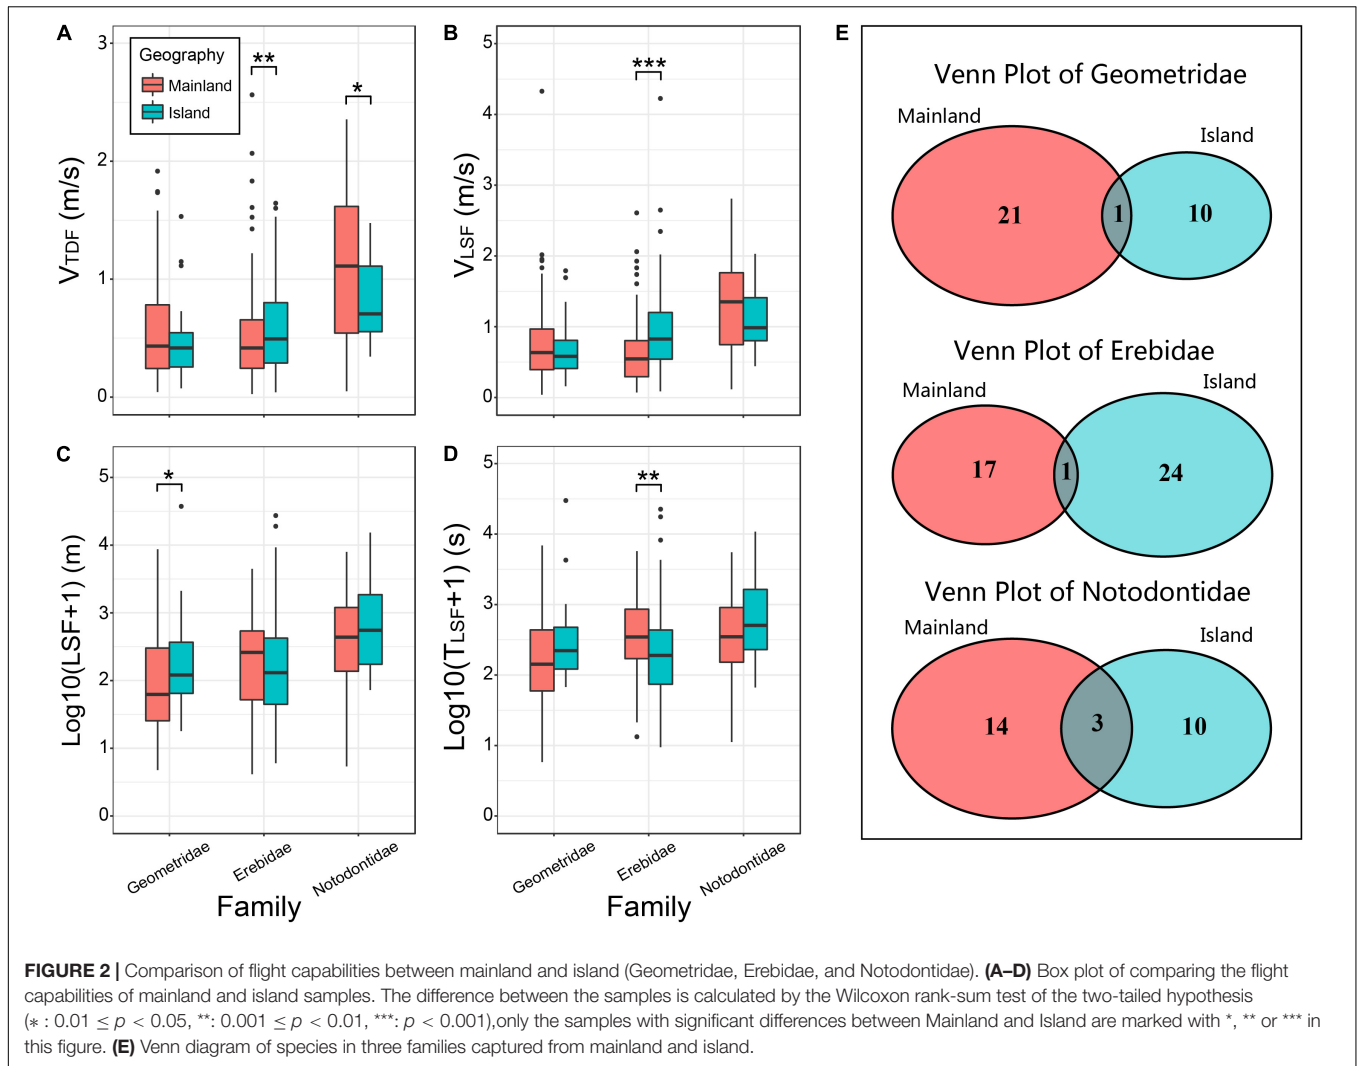 A
3
2
1
0
VTDF (m/s)
Geography
Mainland
Island
**
*
B
5
4
3
2
1
0
VLSF (m/s)
***
C
5
4
3
2
1
0
Log10(LSF+1) (m)
*
Geometridae
Erebidae
Notodontidae
Family
D
5
4
3
2
1
0
Log10(TLSF+1) (s)
**
Geometridae
Erebidae
Notodontidae
Family
E
Venn Plot of Geometridae
Mainland
Island
21
1
10
Venn Plot of Erebidae
Mainland
Island
17
1
24
Venn Plot of Notodontidae
Mainland
Island
14
3
10
FIGURE 2 | Comparison of flight capabilities between mainland and island (Geometridae, Erebidae, and Notodontidae). (A–D) Box plot of comparing the flight
capabilities of mainland and island samples. The difference between the samples is calculated by the Wilcoxon rank-sum test of the two-tailed hypothesis
(* : 0.01 ≤ p < 0.05, **: 0.001 ≤ p < 0.01, ***: p < 0.001),only the samples with significant differences between Mainland and Island are marked with *, ** or *** in
this figure. (E) Venn diagram of species in three families captured from mainland and island.